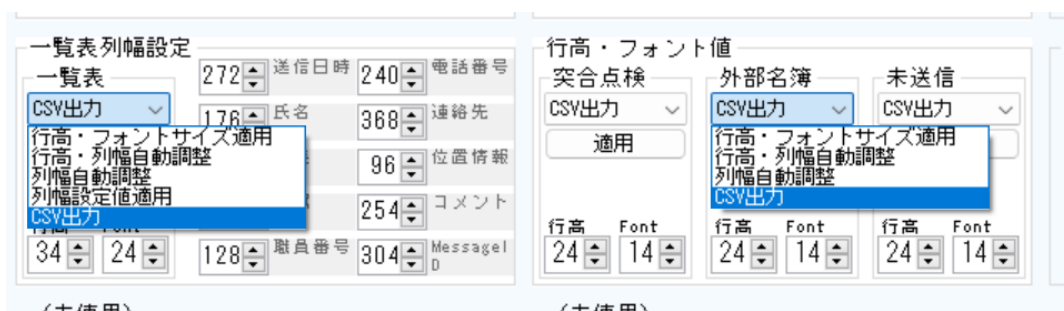 一覧表列幅設定
一覧表
CSV出力
行高・フォントサイズ適用
行高・列幅自動調整
列幅自動調整
列幅設定値適用
CSV出力
34 24
272 送信日時 240 電話番号
176 氏名 368 連絡先
96 位置情報
254 コメント
128 職員番号 304 MessageI
D
行高・フォント値
突合点検
CSV出力
適用
行高 Font
24 14
外部名簿
CSV出力
行高・フォントサイズ適用
行高・列幅自動調整
列幅自動調整
CSV出力
行高 Font
24 14
未送信
CSV出力
行高 Font
24 14